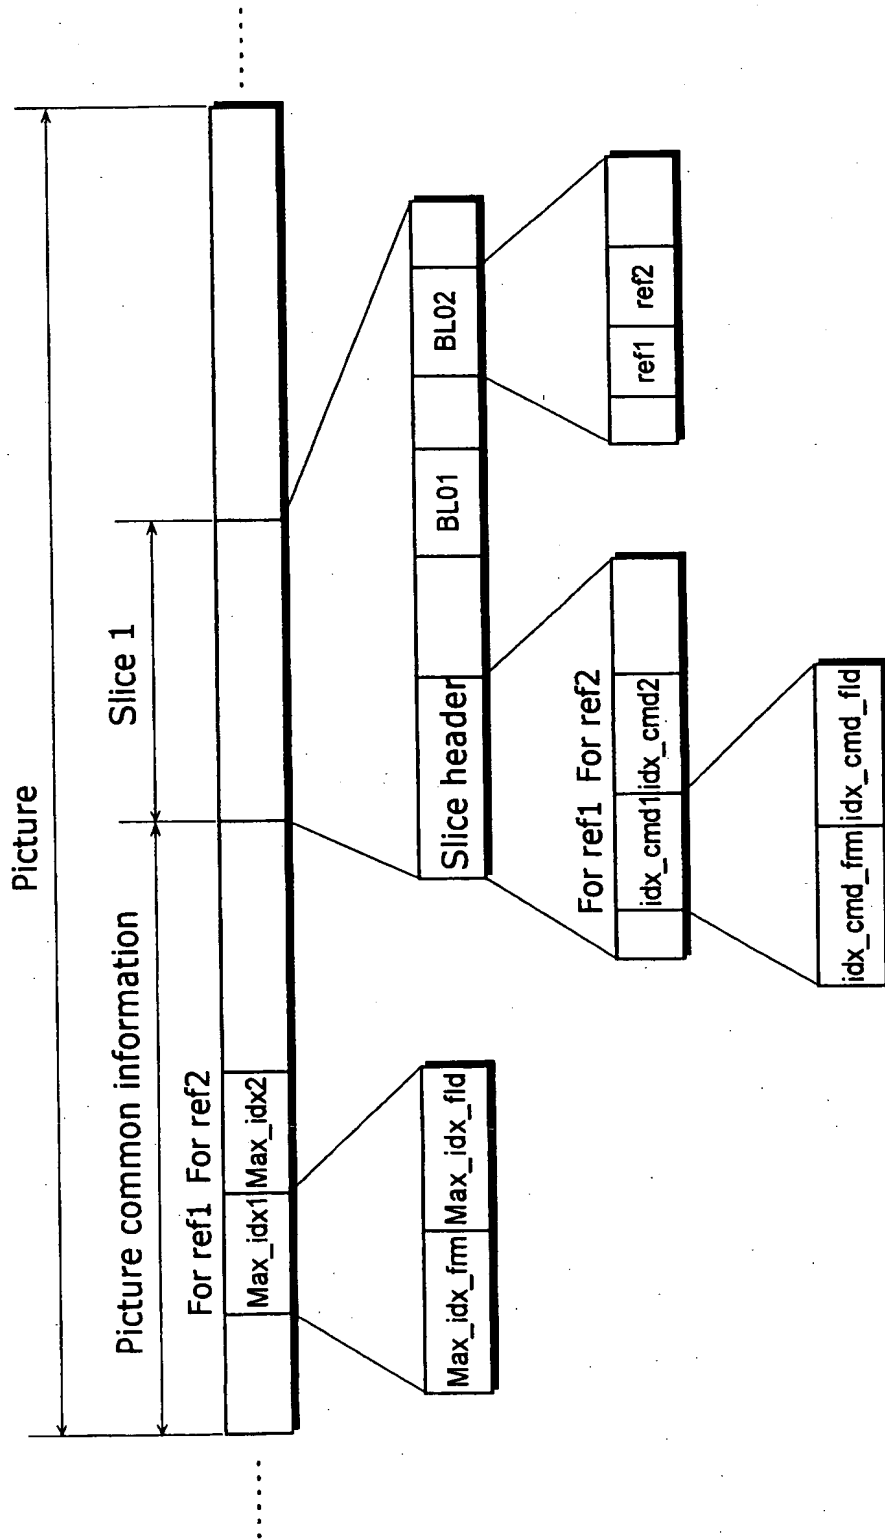 Picture
Picture common information
Slice 1
For ref1 For ref2
Max_idx1 Max_idx2
Max_idx_frm Max_idx_fld
Slice header BL01 BL02
For ref1 For ref2
idx_cmd1 idx_cmd2
ref1 ref2
idx_cmd_frm idx_cmd_fld